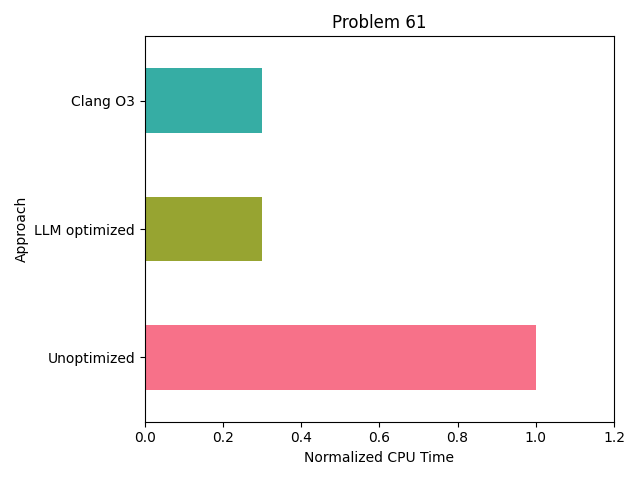 Problem 61
Clang O3
LLM optimized
Unoptimized
Approach
0.0 0.2 0.4 0.6 0.8 1.0 1.2
Normalized CPU Time